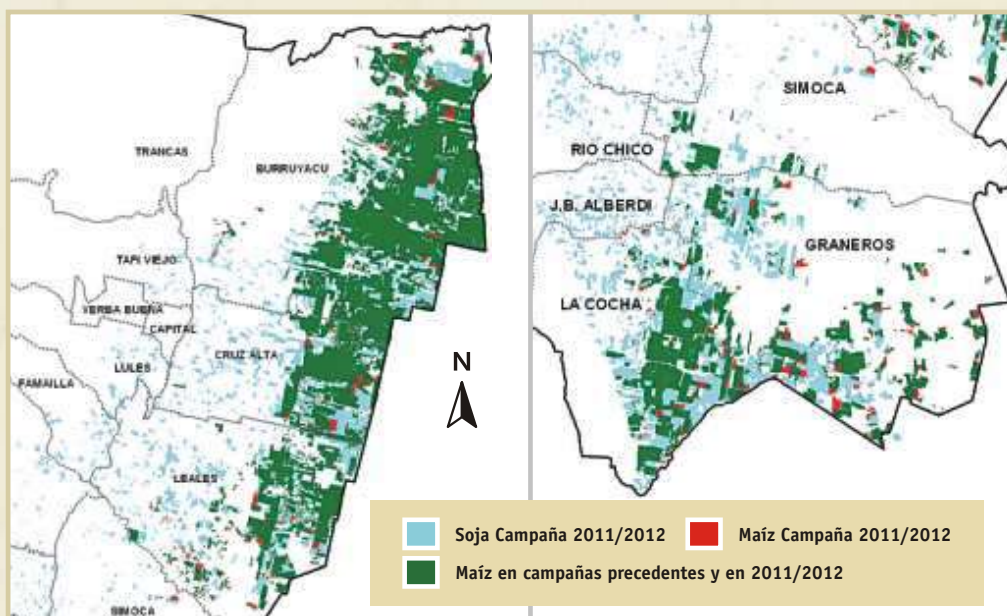 TRANCAS
BURRUYACU
TAFI VIEJO
YERBA BUENA
CAPITAL
CRUZ ALTA
LULES
FAMAILLA
LEALES
SIMOCA
N
SIMOCA
RIO CHICO
J.B. ALBERDI
GRANEROS
LA COCHA
Soja Campaña 2011/2012
Maíz Campaña 2011/2012
Maíz en campañas precedentes y en 2011/2012